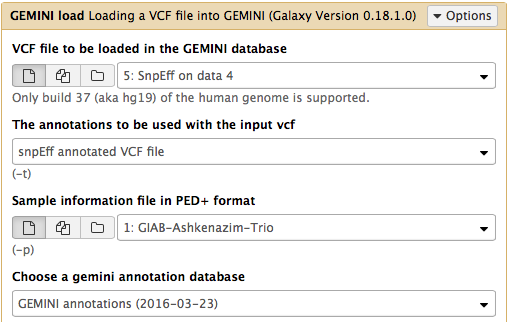 GEMINI load Loading a VCF file into GEMINI (Galaxy Version 0.18.1.0) Options
VCF file to be loaded in the GEMINI database
5: SnpEff on data 4
Only build 37 (aka hg19) of the human genome is supported.
The annotations to be used with the input vcf
snpEff annotated VCF file
(-t)
Sample information file in PED+ format
1: GIAB-Ashkenazim-Trio
(-p)
Choose a gemini annotation database
GEMINI annotations (2016-03-23)